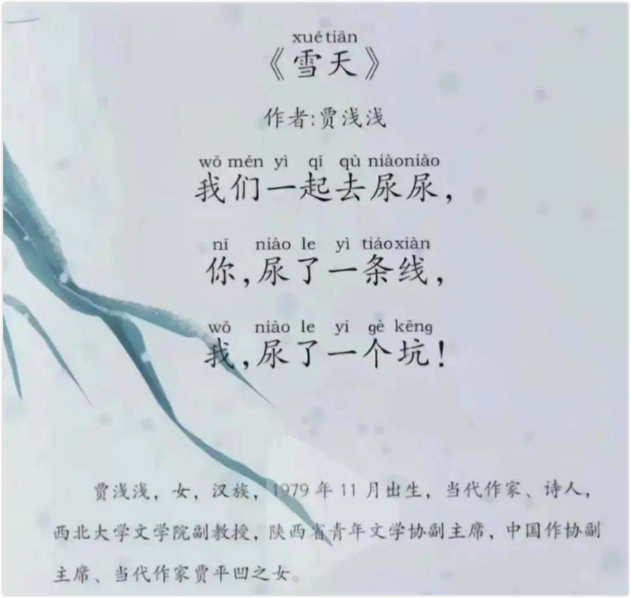 xuétiān
《雪天》
作者:贾浅浅
wǒ mén yì qǐ qù niàoniào
我们一起去尿尿，
nǐ niào le yì tiáoxiàn
你，尿了一条线，
wǒ niào le yí gè kēng
我，尿了一个坑！
贾浅浅，女，汉族，1979年11月出生，当代作家、诗人，
西北大学文学院副教授，陕西省青年文学协副主席，中国作协副
主席、当代作家贾平凹之女。